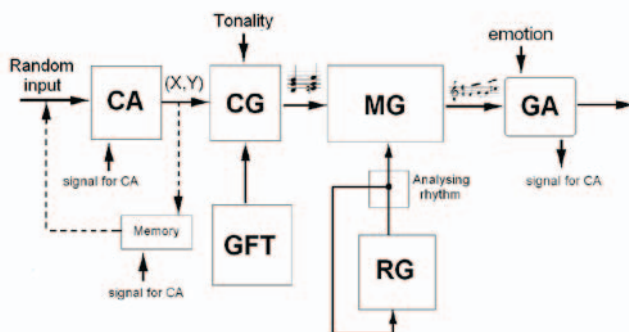 Tonality
emotion
Random
input
(X,Y)
CA
CG
MG
GA
signal for CA
signal for CA
Analysing
rhythm
Memory
GFT
RG
signal for CA